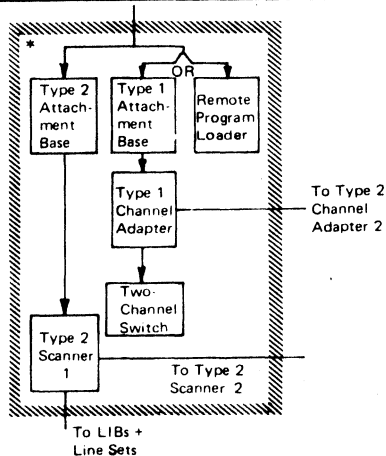 *
OR
Type 2
Attach-
ment
Base
Type 1
Attach-
ment
Base
Remote
Program
Loader
Type 1
Channel
Adapter
To Type 2
Channel
Adapter 2
Two-
Channel
Switch
Type 2
Scanner
1
To Type 2
Scanner 2
To LIBs +
Line Sets